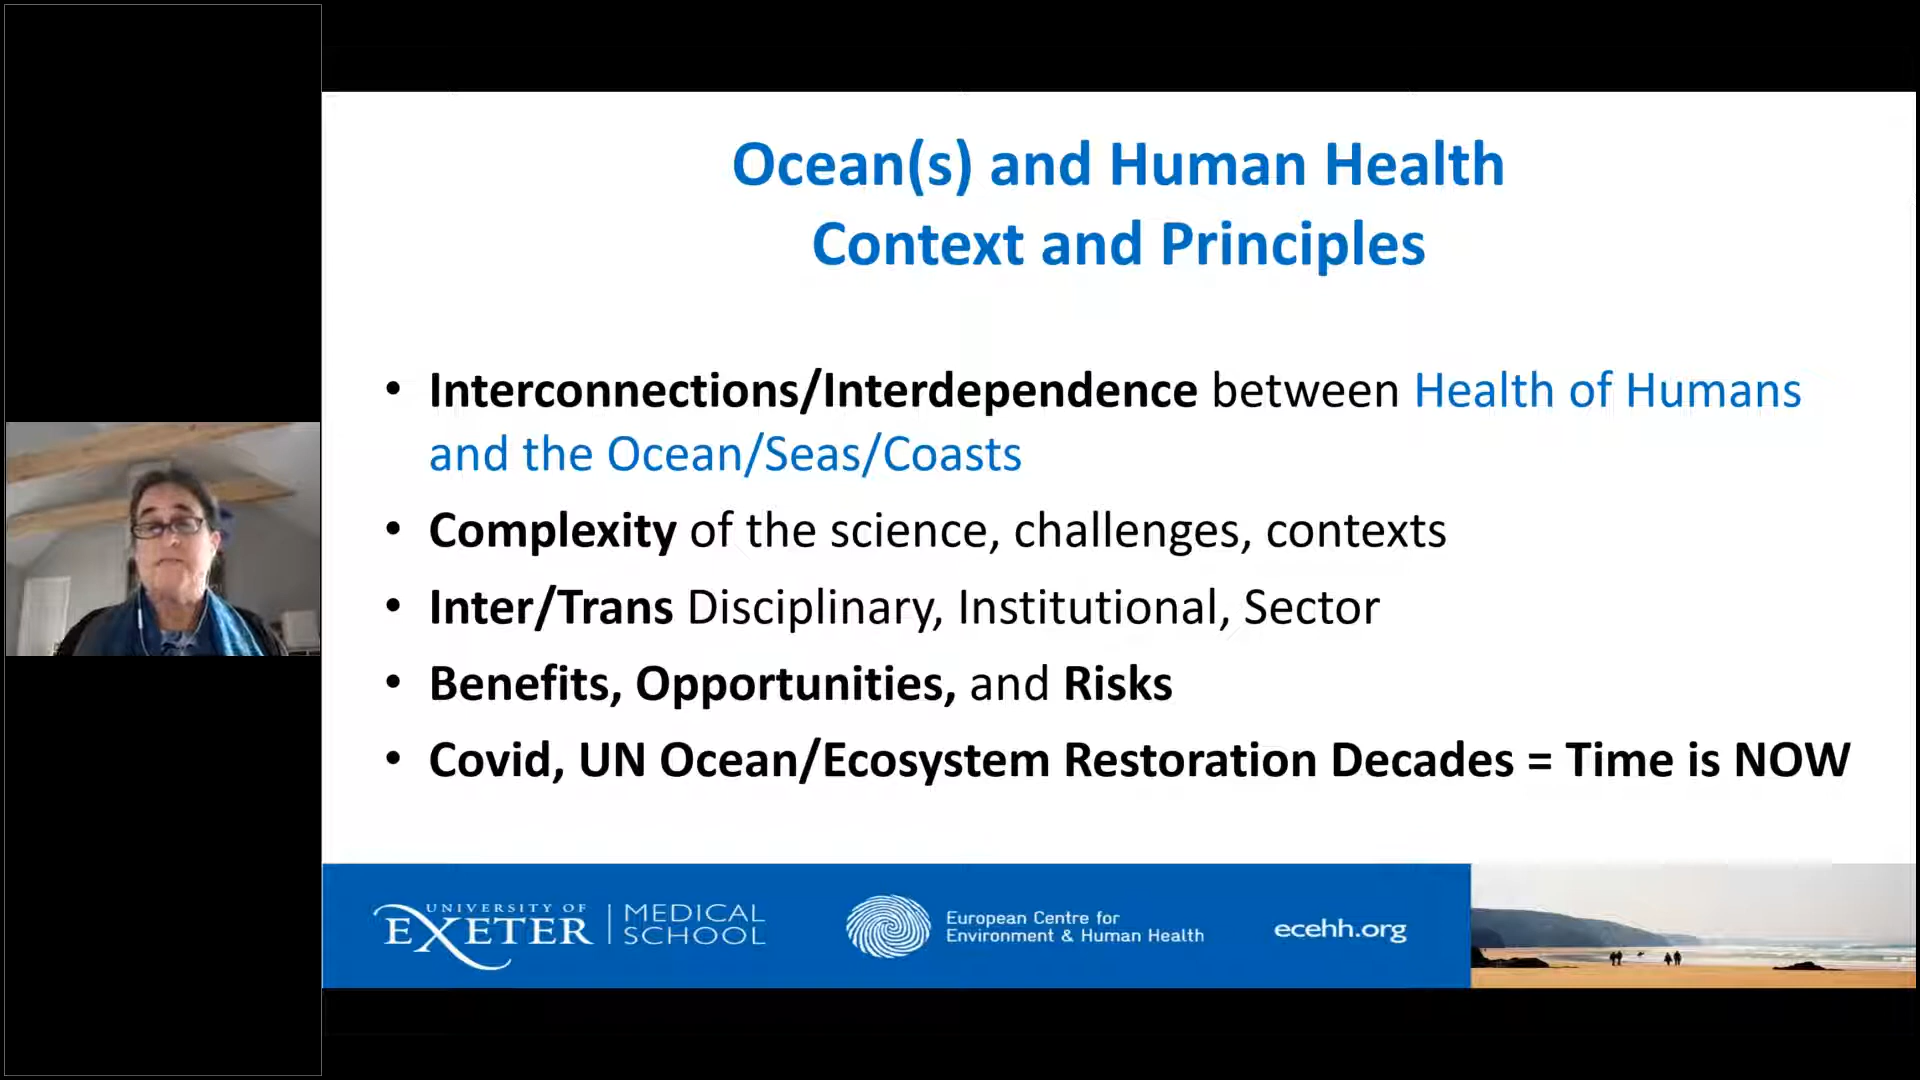 Ocean(s) and Human Health
Context and Principles
• Interconnections/Interdependence between Health of Humans
and the Ocean/Seas/Coasts
• Complexity of the science, challenges, contexts
• Inter/Trans Disciplinary, Institutional, Sector
• Benefits, Opportunities, and Risks
• Covid, UN Ocean/Ecosystem Restoration Decades = Time is NOW
UNIVERSITY OF
EXETER
MEDICAL
SCHOOL
European Centre for
Environment & Human Health
ecehh.org